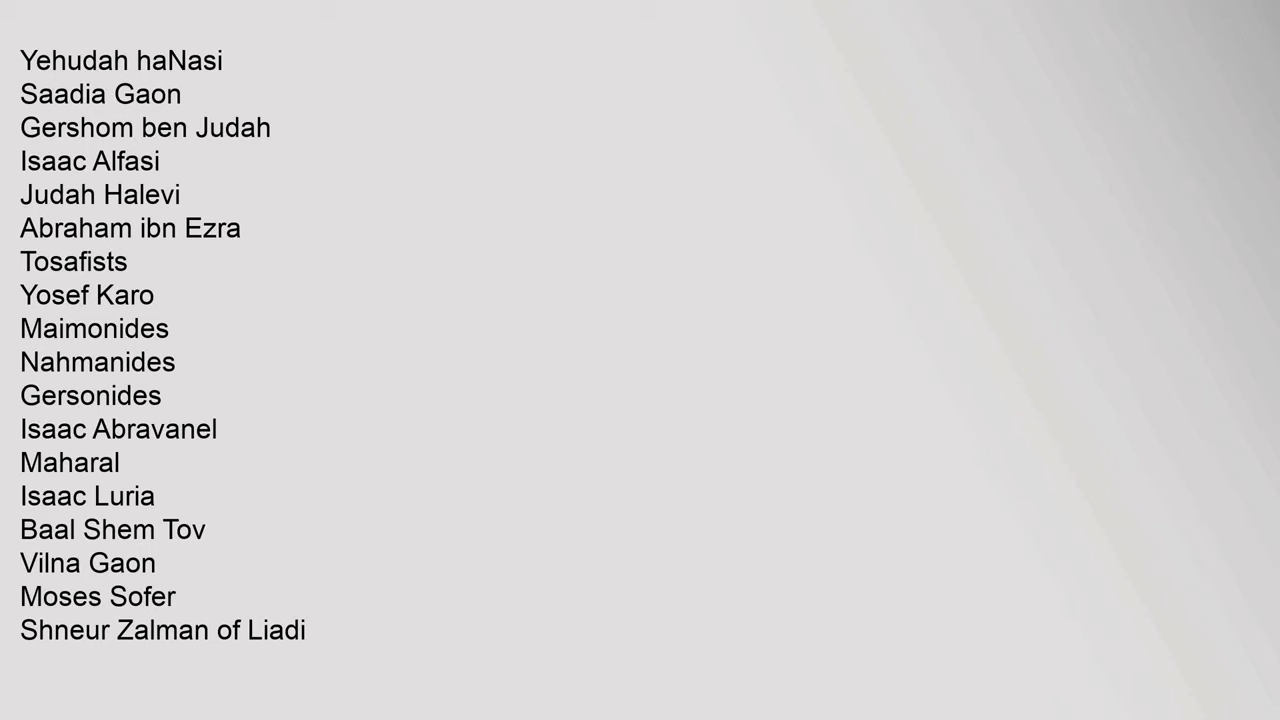 Yehudah haNasi
Saadia Gaon
Gershom ben Judah
Isaac Alfasi
Judah Halevi
Abraham ibn Ezra
Tosafists
Yosef Karo
Maimonides
Nahmanides
Gersonides
Isaac Abravanel
Maharal
Isaac Luria
Baal Shem Tov
Vilna Gaon
Moses Sofer
Shneur Zalman of Liadi